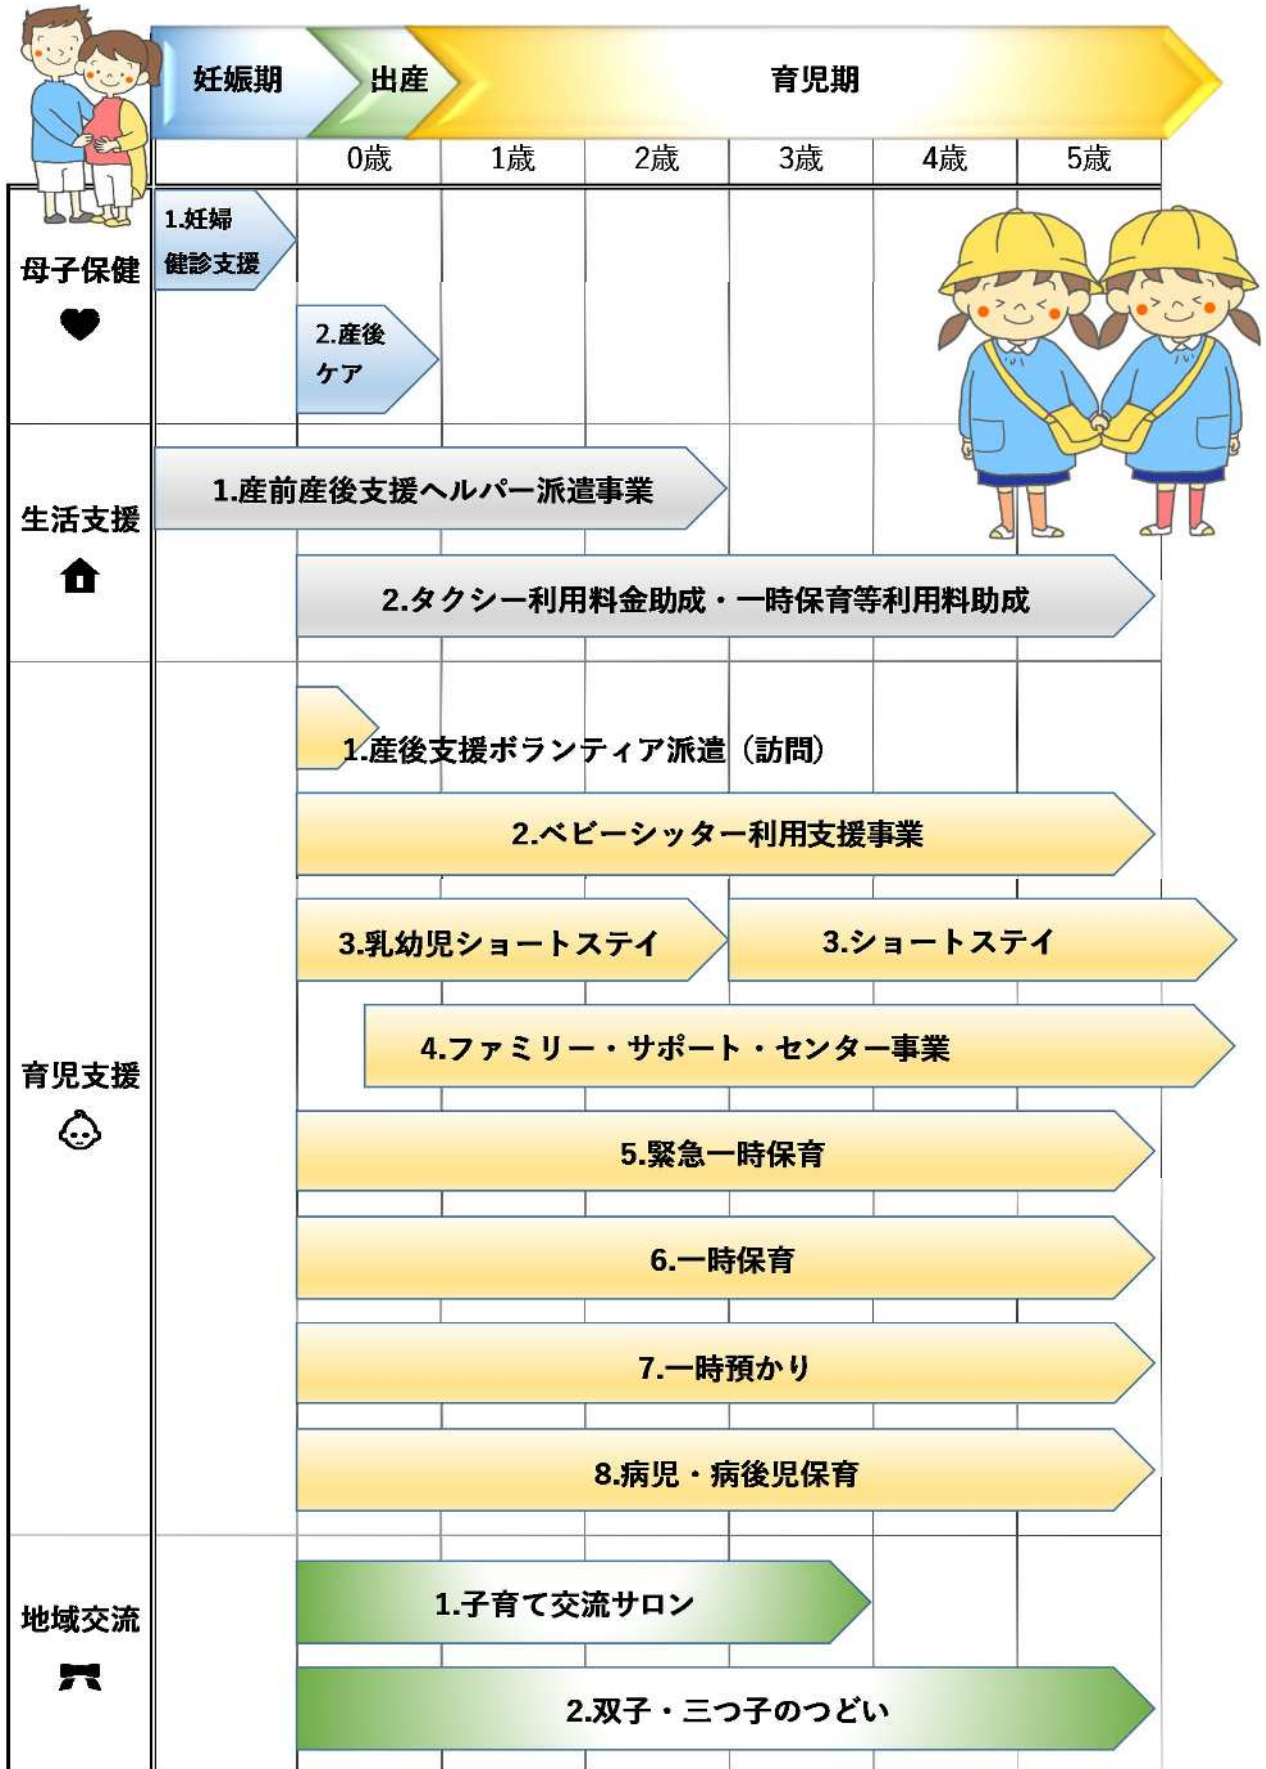 妊娠期 出産 育児期
0歳 1歳 2歳 3歳 4歳 5歳
母子保健
1.妊婦
健診支援
2.産後
ケア
生活支援
1.産前産後支援ヘルパー派遣事業
2.タクシー利用料金助成・一時保育等利用料助成
育児支援
1.産後支援ボランティア派遣（訪問）
2.ベビーシッター利用支援事業
3.乳幼児ショートステイ 3.ショートステイ
4.ファミリー・サポート・センター事業
5.緊急一時保育
6.一時保育
7.一時預かり
8.病児・病後児保育
地域交流
1.子育て交流サロン
2.双子・三つ子のつどい